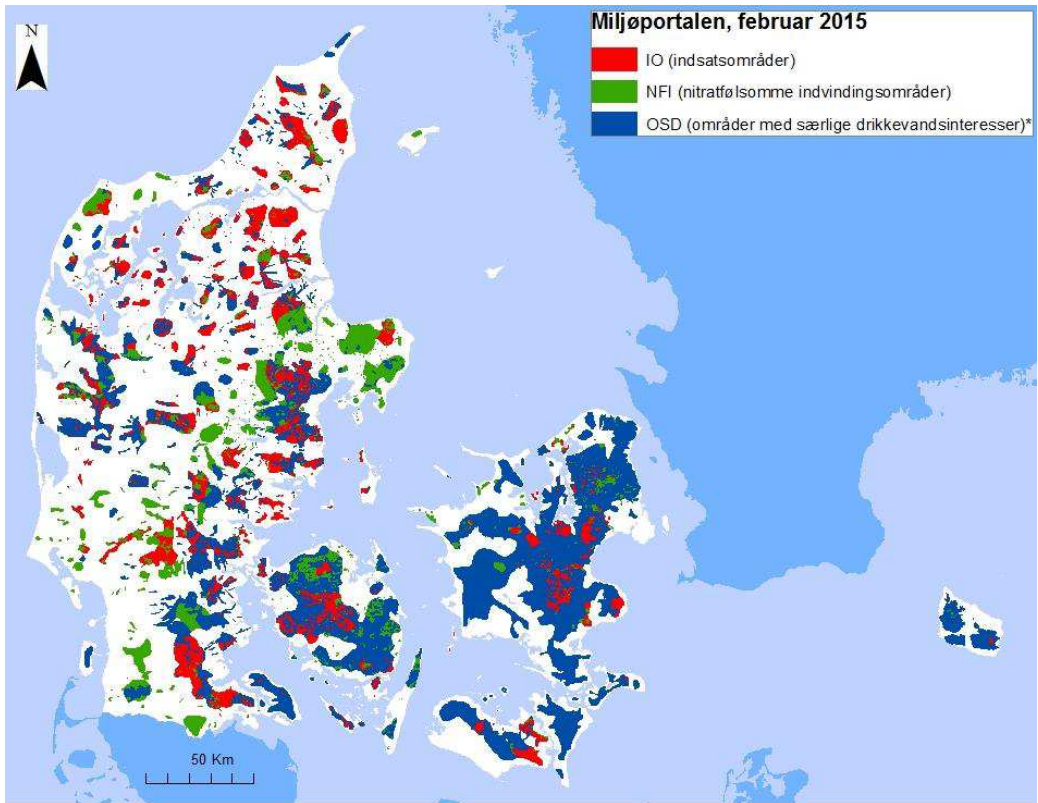 Miljøportalen, februar 2015
N
IO (indsatsområder)
NFI (nitratfølsomme indvindingsområder)
OSD (områder med særlige drikkevandsinteresser)*
50 Km